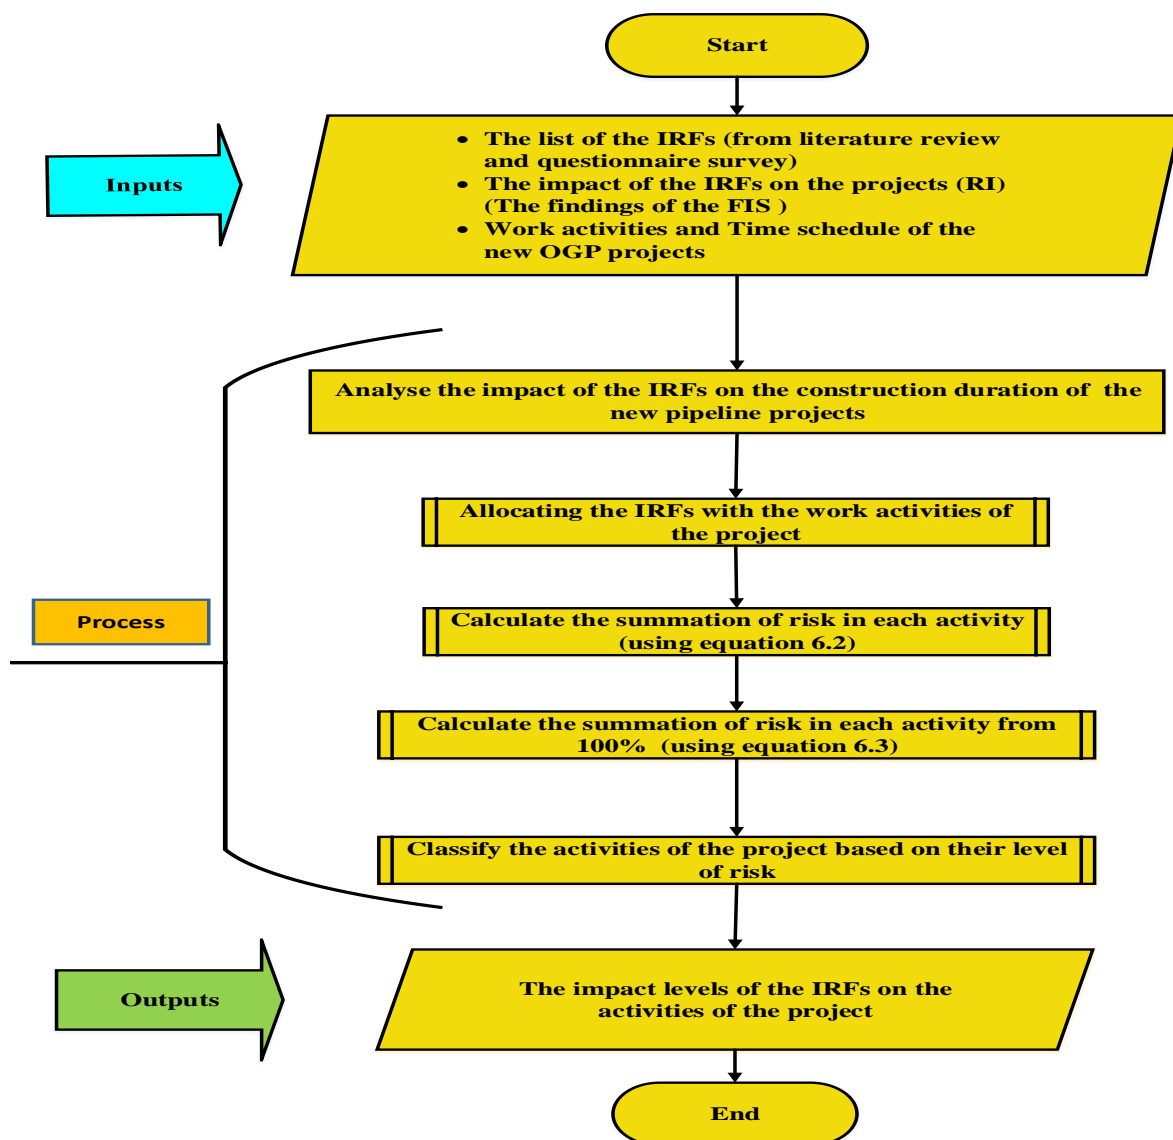 Start
Inputs
• The list of the IRFs (from literature review
and questionnaire survey)
• The impact of the IRFs on the projects (RI)
(The findings of the FIS )
• Work activities and Time schedule of the
new OGP projects
Analyse the impact of the IRFs on the construction duration of the
new pipeline projects
Allocating the IRFs with the work activities of
the project
Process
Calculate the summation of risk in each activity
(using equation 6.2)
Calculate the summation of risk in each activity from
100% (using equation 6.3)
Classify the activities of the project based on their level
of risk
Outputs
The impact levels of the IRFs on the
activities of the project
End